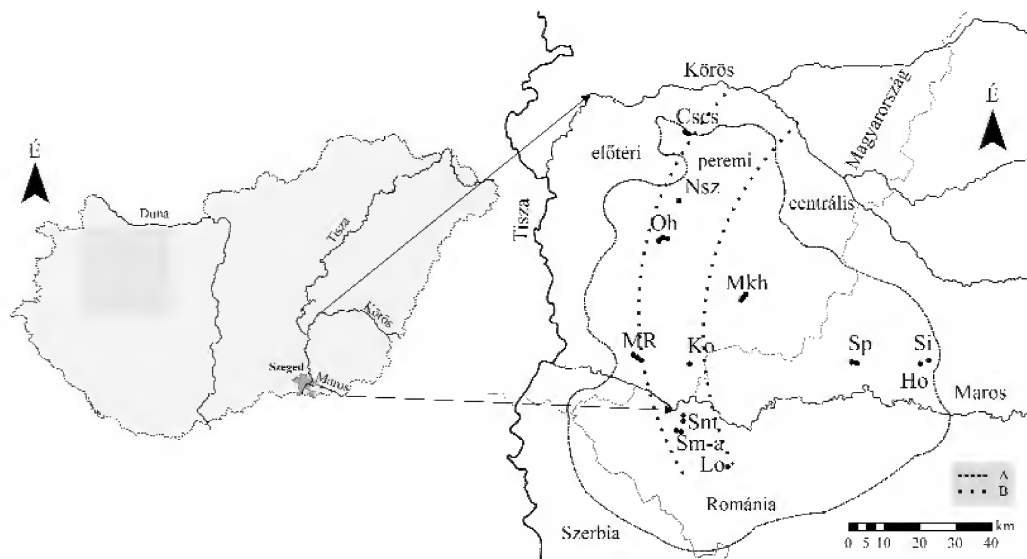 É
Duna
Tisza
Körös
Szeged
Maros
Tisza
Körös
Magyarország
É
Cscs
előtéri
peremi
Nsz
centrális
Oh
Mkh
MR
Ko
Sp
Si
Ho
Maros
Snt
Sm-a
Lo
Románia
Szerbia
A
B
km
0 5 10 20 30 40